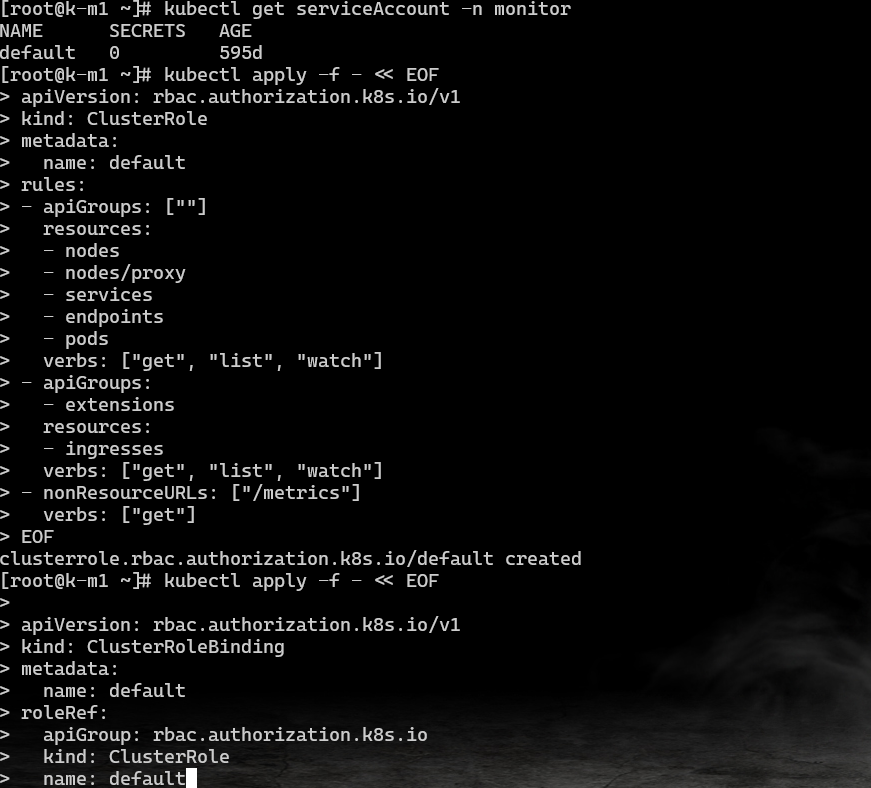 [root@k-m1 ~]# kubectl get serviceAccount -n monitor
NAME      SECRETS   AGE
default   0         595d
[root@k-m1 ~]# kubectl apply -f - << EOF
> apiVersion: rbac.authorization.k8s.io/v1
> kind: ClusterRole
> metadata:
>   name: default
> rules:
> - apiGroups: [""]
>   resources:
>   - nodes
>   - nodes/proxy
>   - services
>   - endpoints
>   - pods
>   verbs: ["get", "list", "watch"]
> - apiGroups:
>   - extensions
>   resources:
>   - ingresses
>   verbs: ["get", "list", "watch"]
> - nonResourceURLs: ["/metrics"]
>   verbs: ["get"]
> EOF
clusterrole.rbac.authorization.k8s.io/default created
[root@k-m1 ~]# kubectl apply -f - << EOF
>
> apiVersion: rbac.authorization.k8s.io/v1
> kind: ClusterRoleBinding
> metadata:
>   name: default
> roleRef:
>   apiGroup: rbac.authorization.k8s.io
>   kind: ClusterRole
>   name: default